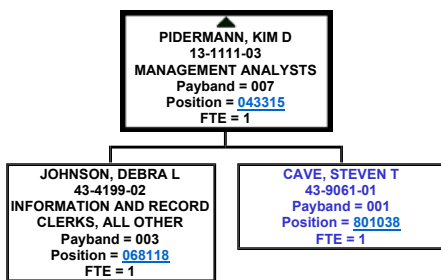 PIDERMANN, KIM D
13-1111-03
MANAGEMENT ANALYSTS
Payband = 007
Position = 043315
FTE = 1
JOHNSON, DEBRA L
43-4199-02
INFORMATION AND RECORD
CLERKS, ALL OTHER
Payband = 003
Position = 068118
FTE = 1
CAVE, STEVEN T
43-9061-01
Payband = 001
Position = 801038
FTE = 1